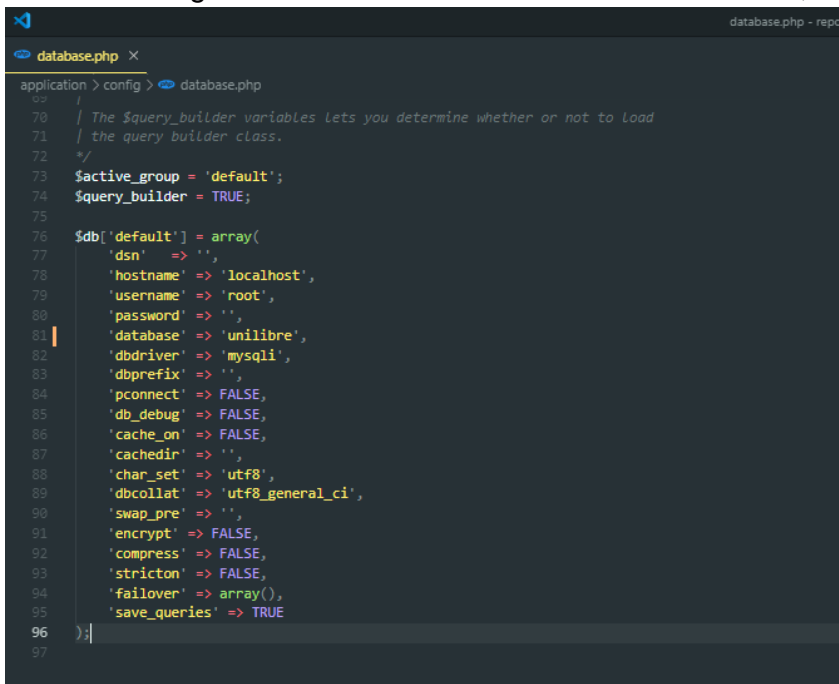 database.php - repo
database.php ×
application > config > database.php
69 |
70 | The $query_builder variables lets you determine whether or not to load
71 | the query builder class.
72 */
73 $active_group = 'default';
74 $query_builder = TRUE;
75
76 $db['default'] = array(
77 'dsn' => '',
78 'hostname' => 'localhost',
79 'username' => 'root',
80 'password' => '',
81 'database' => 'unilibre',
82 'dbdriver' => 'mysqli',
83 'dbprefix' => '',
84 'pconnect' => FALSE,
85 'db_debug' => FALSE,
86 'cache_on' => FALSE,
87 'cachedir' => '',
88 'char_set' => 'utf8',
89 'dbcollat' => 'utf8_general_ci',
90 'swap_pre' => '',
91 'encrypt' => FALSE,
92 'compress' => FALSE,
93 'stricton' => FALSE,
94 'failover' => array(),
95 'save_queries' => TRUE
96 );
97